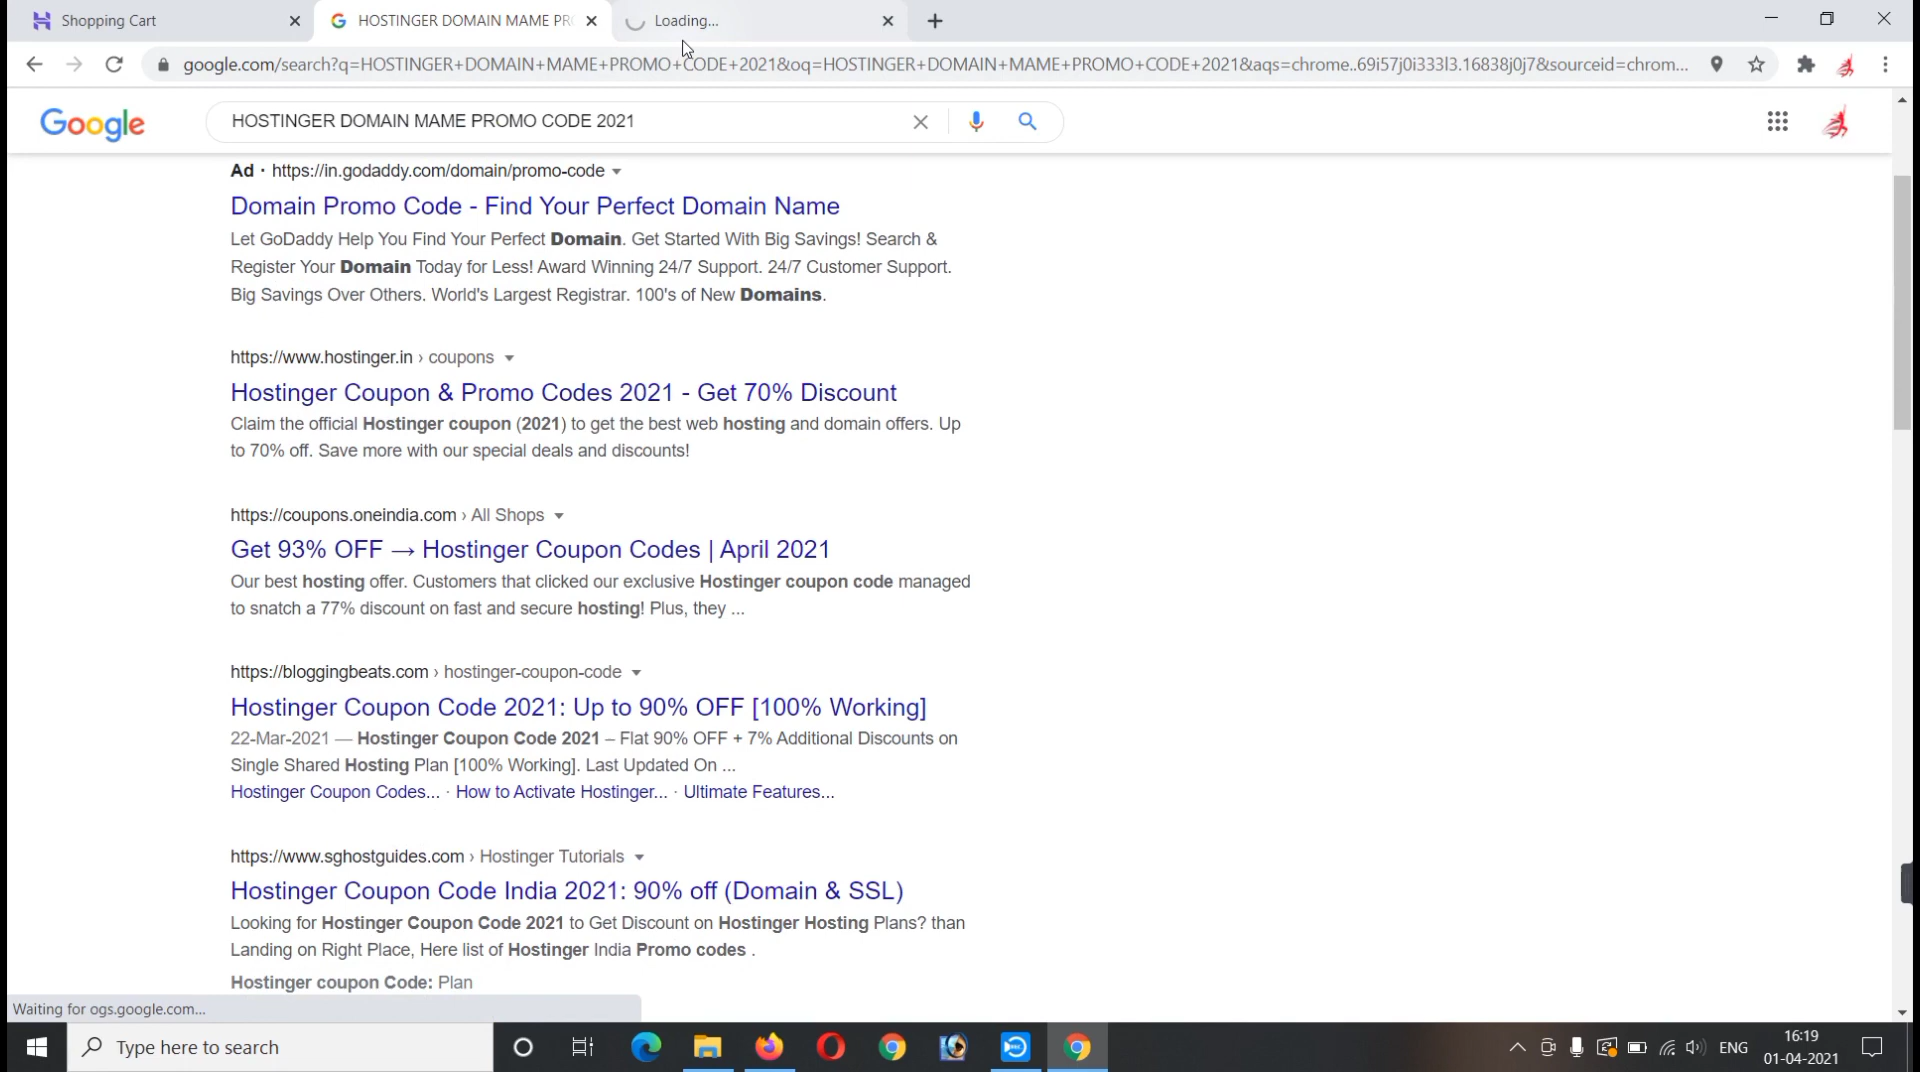 Shopping Cart
HOSTINGER DOMAIN MAME PR
Loading...
google.com/search?q=HOSTINGER+DOMAIN+MAME+PROMO+CODE+2021&oq=HOSTINGER+DOMAIN+MAME+PROMO+CODE+2021&aqs=chrome..69i57j0i333l3.16838j0j7&sourceid=chrom...
Google
HOSTINGER DOMAIN MAME PROMO CODE 2021
Ad · https://in.godaddy.com/domain/promo-code
Domain Promo Code - Find Your Perfect Domain Name
Let GoDaddy Help You Find Your Perfect Domain. Get Started With Big Savings! Search &
Register Your Domain Today for Less! Award Winning 24/7 Support. 24/7 Customer Support.
Big Savings Over Others. World's Largest Registrar. 100's of New Domains.
https://www.hostinger.in › coupons
Hostinger Coupon & Promo Codes 2021 - Get 70% Discount
Claim the official Hostinger coupon (2021) to get the best web hosting and domain offers. Up
to 70% off. Save more with our special deals and discounts!
https://coupons.oneindia.com › All Shops
Get 93% OFF → Hostinger Coupon Codes | April 2021
Our best hosting offer. Customers that clicked our exclusive Hostinger coupon code managed
to snatch a 77% discount on fast and secure hosting! Plus, they ...
https://bloggingbeats.com › hostinger-coupon-code
Hostinger Coupon Code 2021: Up to 90% OFF [100% Working]
22-Mar-2021 — Hostinger Coupon Code 2021 – Flat 90% OFF + 7% Additional Discounts on
Single Shared Hosting Plan [100% Working]. Last Updated On ...
Hostinger Coupon Codes... · How to Activate Hostinger... · Ultimate Features...
https://www.sghostguides.com › Hostinger Tutorials
Hostinger Coupon Code India 2021: 90% off (Domain & SSL)
Looking for Hostinger Coupon Code 2021 to Get Discount on Hostinger Hosting Plans? than
Landing on Right Place, Here list of Hostinger India Promo codes .
Hostinger coupon Code: Plan
Waiting for ogs.google.com...
Type here to search
ENG
16:19
01-04-2021